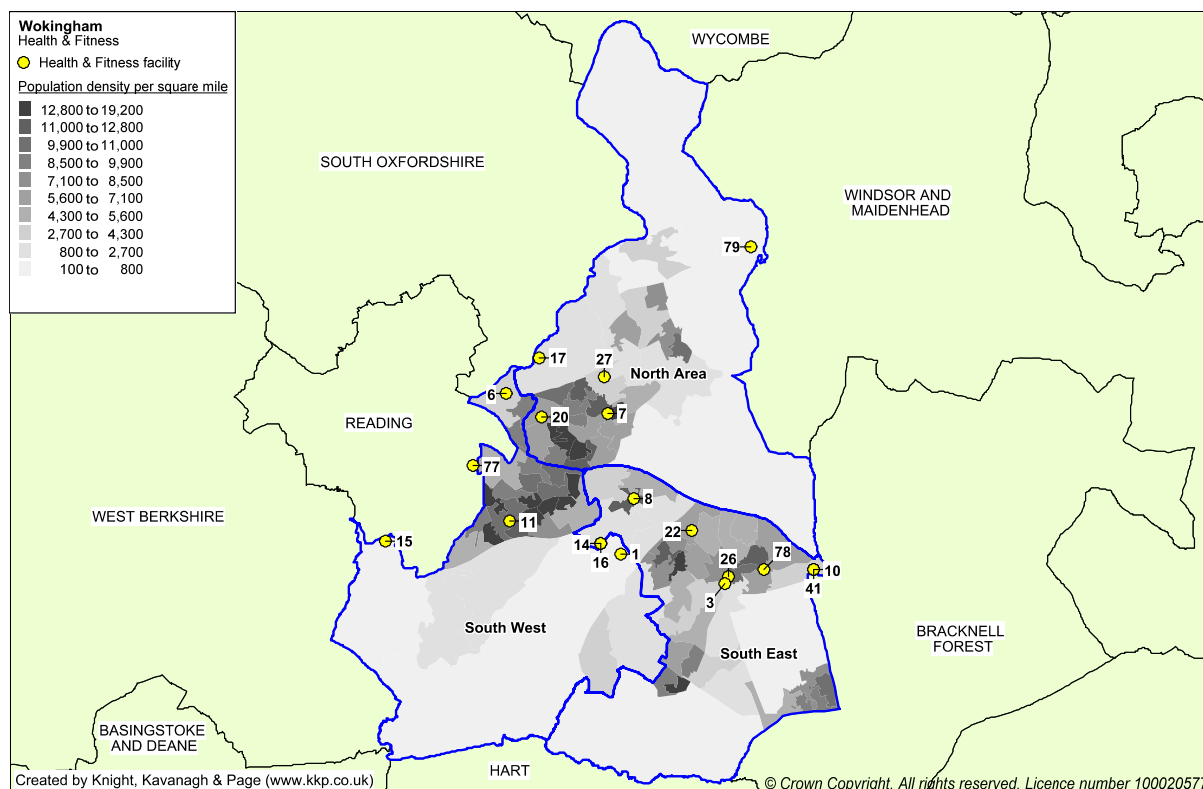 Wokingham
Health & Fitness
Health & Fitness facility
Population density per square mile
12,800 to 19,200
11,000 to 12,800
9,900 to 11,000
8,500 to 9,900
7,100 to 8,500
5,600 to 7,100
4,300 to 5,600
2,700 to 4,300
800 to 2,700
100 to 800
WYCOMBE
SOUTH OXFORDSHIRE
WINDSOR AND
MAIDENHEAD
79
17
27
North Area
6
20
7
READING
77
8
WEST BERKSHIRE
11
22
15
14
16
1
26
78
10
41
3
South West
South East
BRACKNELL
FOREST
BASINGSTOKE
AND DEANE
HART
Created by Knight, Kavanagh & Page (www.kkp.co.uk)
© Crown Copyright. All rights reserved. Licence number 100020577